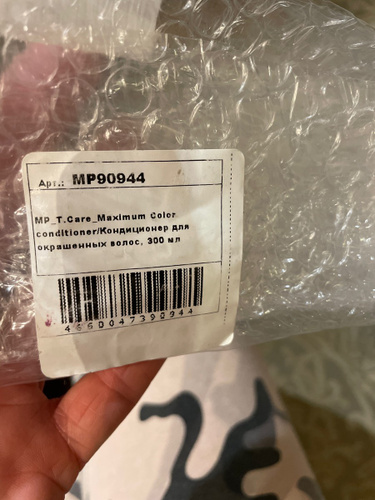 Арт.: MP90944
MP_T.Care_Maximum Color
conditioner/Кондиционер для
окрашенных волос, 300 мл
4660047390944